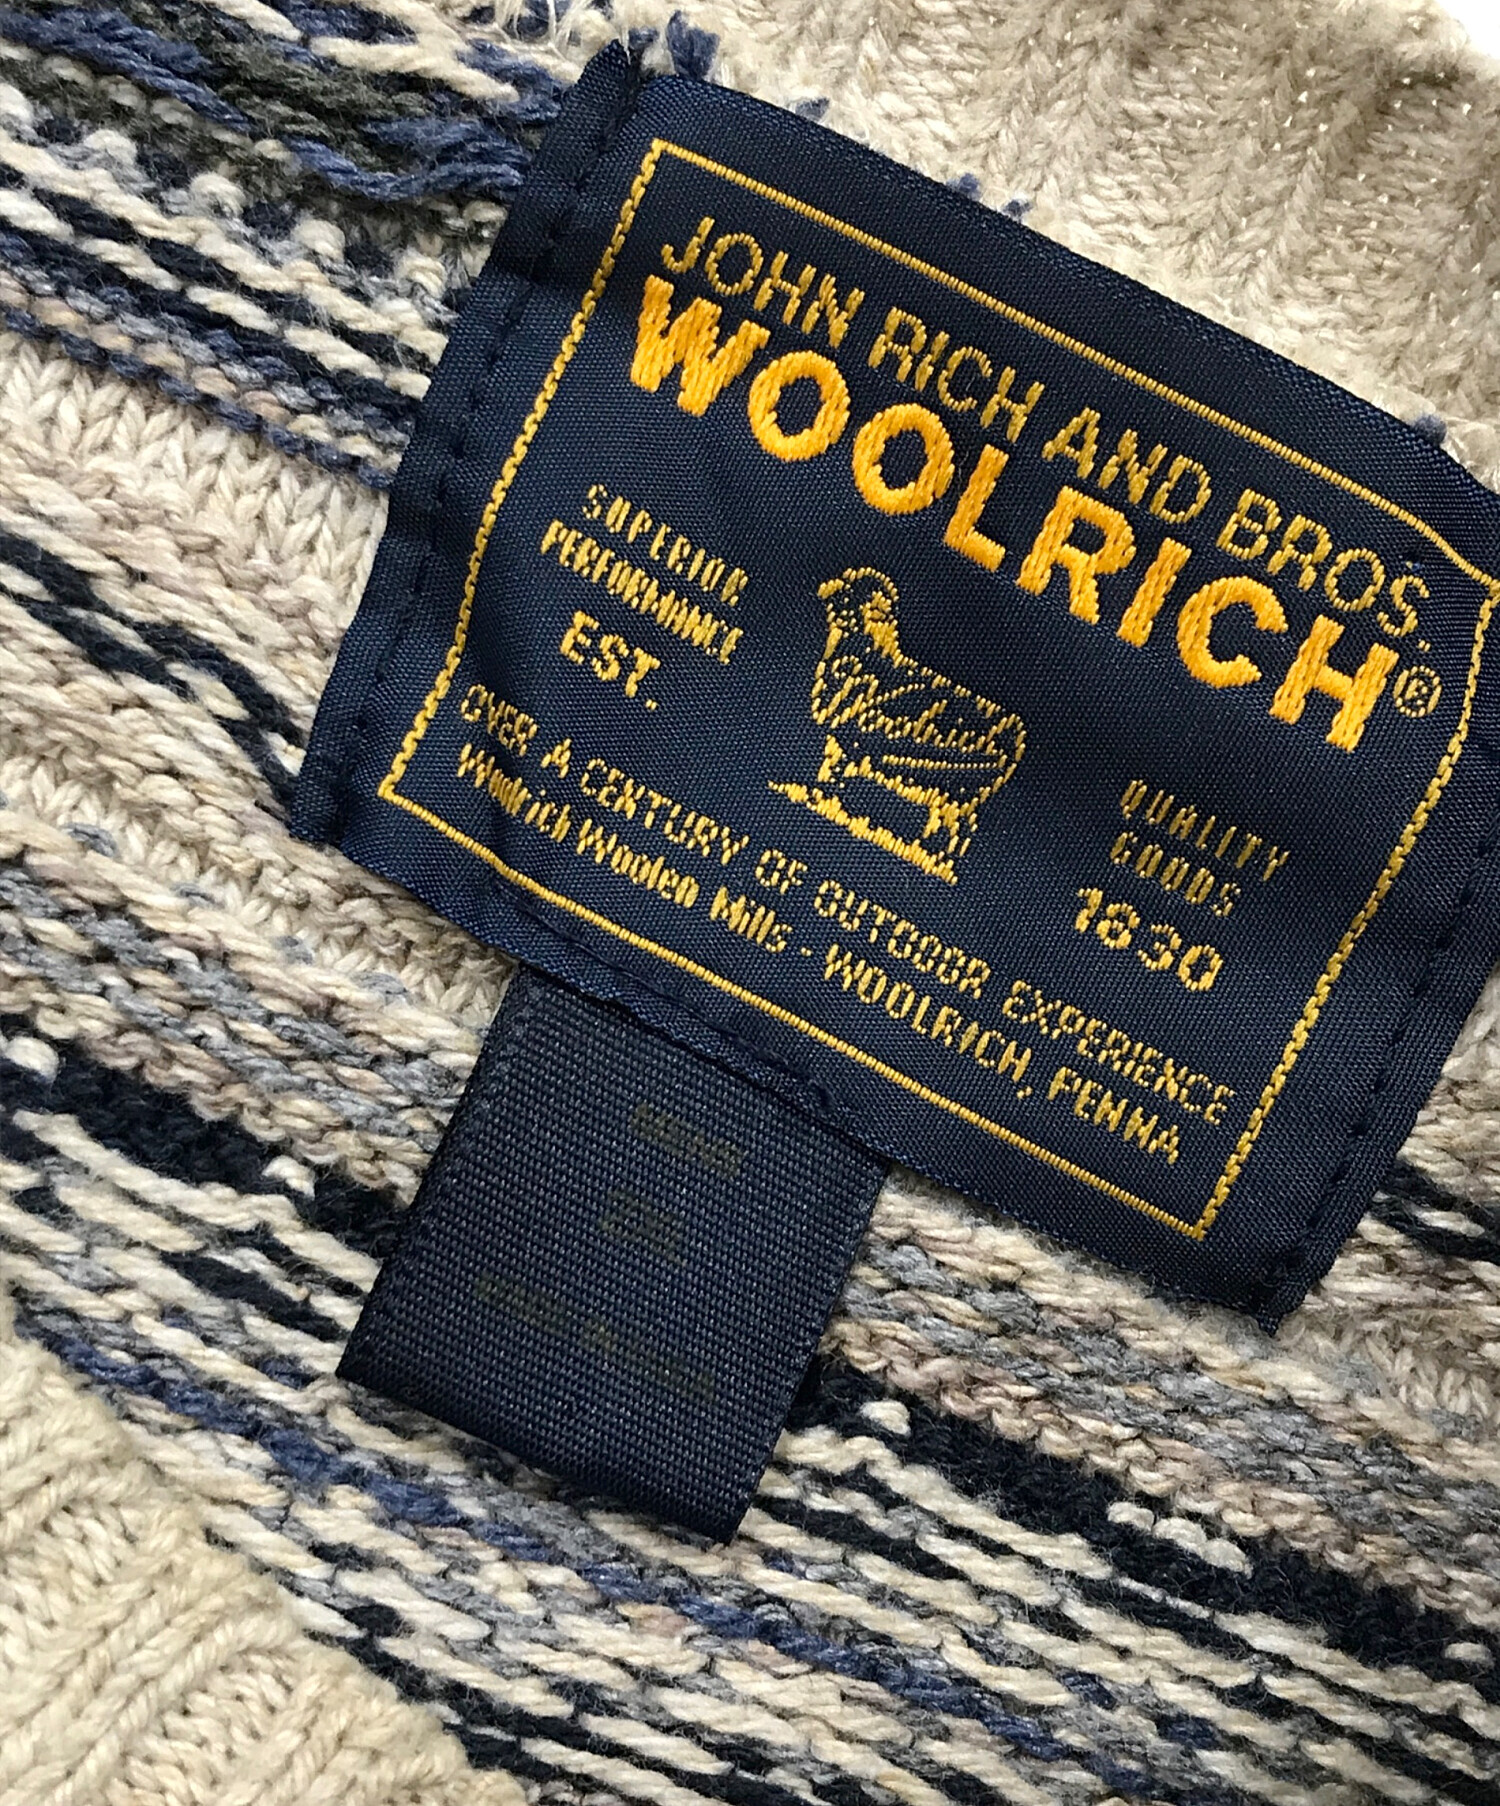 JOHN RICH AND BROS.
WOOLRICH®
SUPERIOR
PERFORMANCE
EST.
Woolrich
QUALITY
GOODS
1830
OVER A CENTURY OF OUTDOOR EXPERIENCE
Woolrich Woolen Mills - WOOLRICH, PENNA